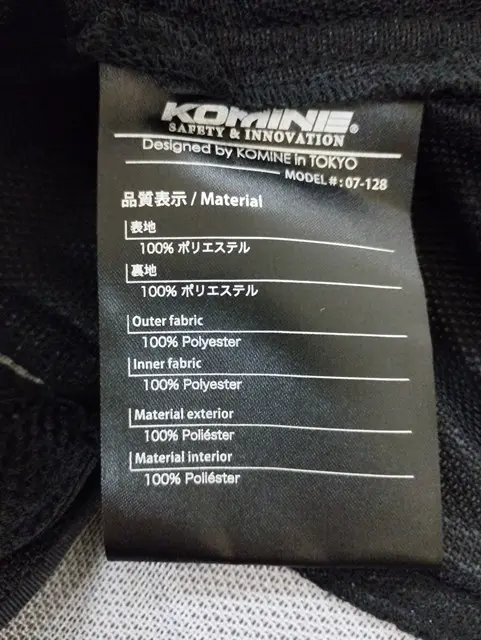 KOMINE®
SAFETY & INNOVATION
Designed by KOMINE in TOKYO
MODEL #: 07-128
品質表示 / Material
表地
100% ポリエステル
裏地
100% ポリエステル
Outer fabric
100% Polyester
Inner fabric
100% Polyester
Material exterior
100% Poliéster
Material interior
100% Poliéster